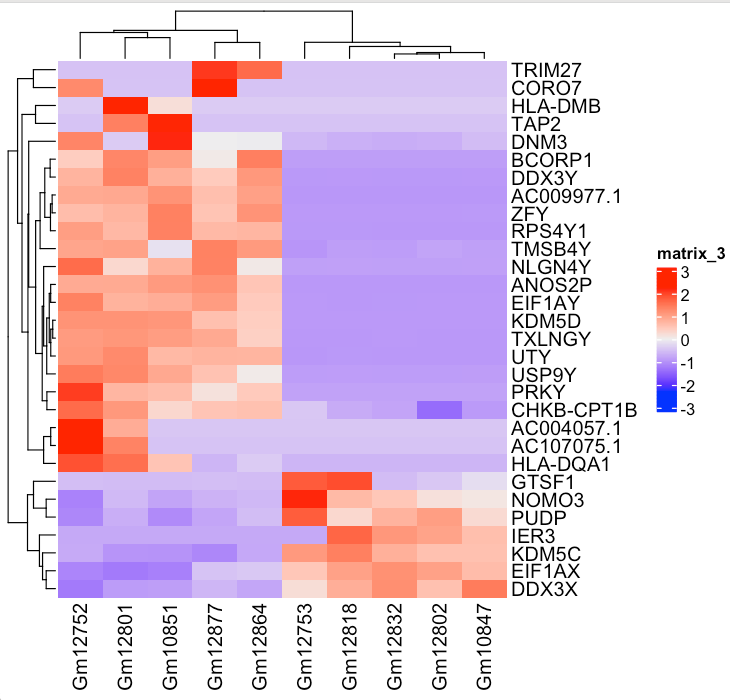 TRIM27
CORO7
HLA-DMB
TAP2
DNM3
BCORP1
DDX3Y
AC009977.1
ZFY
RPS4Y1
TMSB4Y
NLGN4Y
ANOS2P
EIF1AY
KDM5D
TXLNGY
UTY
USP9Y
PRKY
CHKB-CPT1B
AC004057.1
AC107075.1
HLA-DQA1
GTSF1
NOMO3
PUDP
IER3
KDM5C
EIF1AX
DDX3X
matrix_3
3
2
1
0
-1
-2
-3
Gm12752
Gm12801
Gm10851
Gm12877
Gm12864
Gm12753
Gm12818
Gm12832
Gm12802
Gm10847